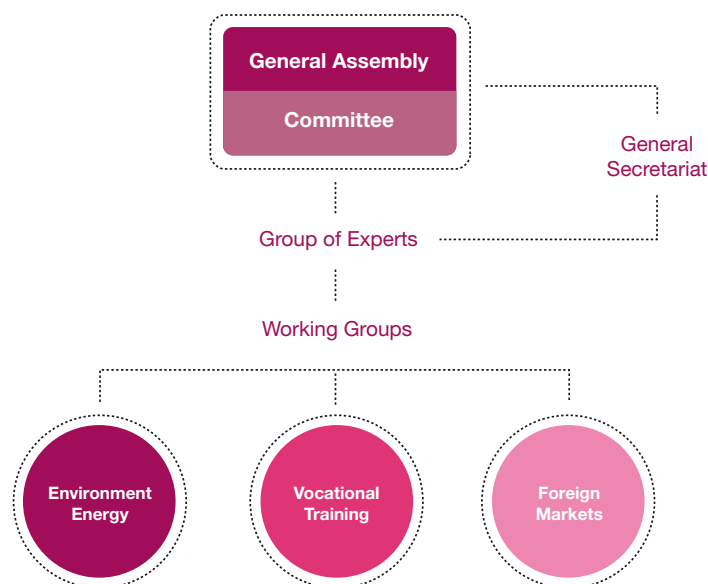 General Assembly
Committee
General
Secretariat
Group of Experts
Working Groups
Environment
Energy
Vocational
Training
Foreign
Markets